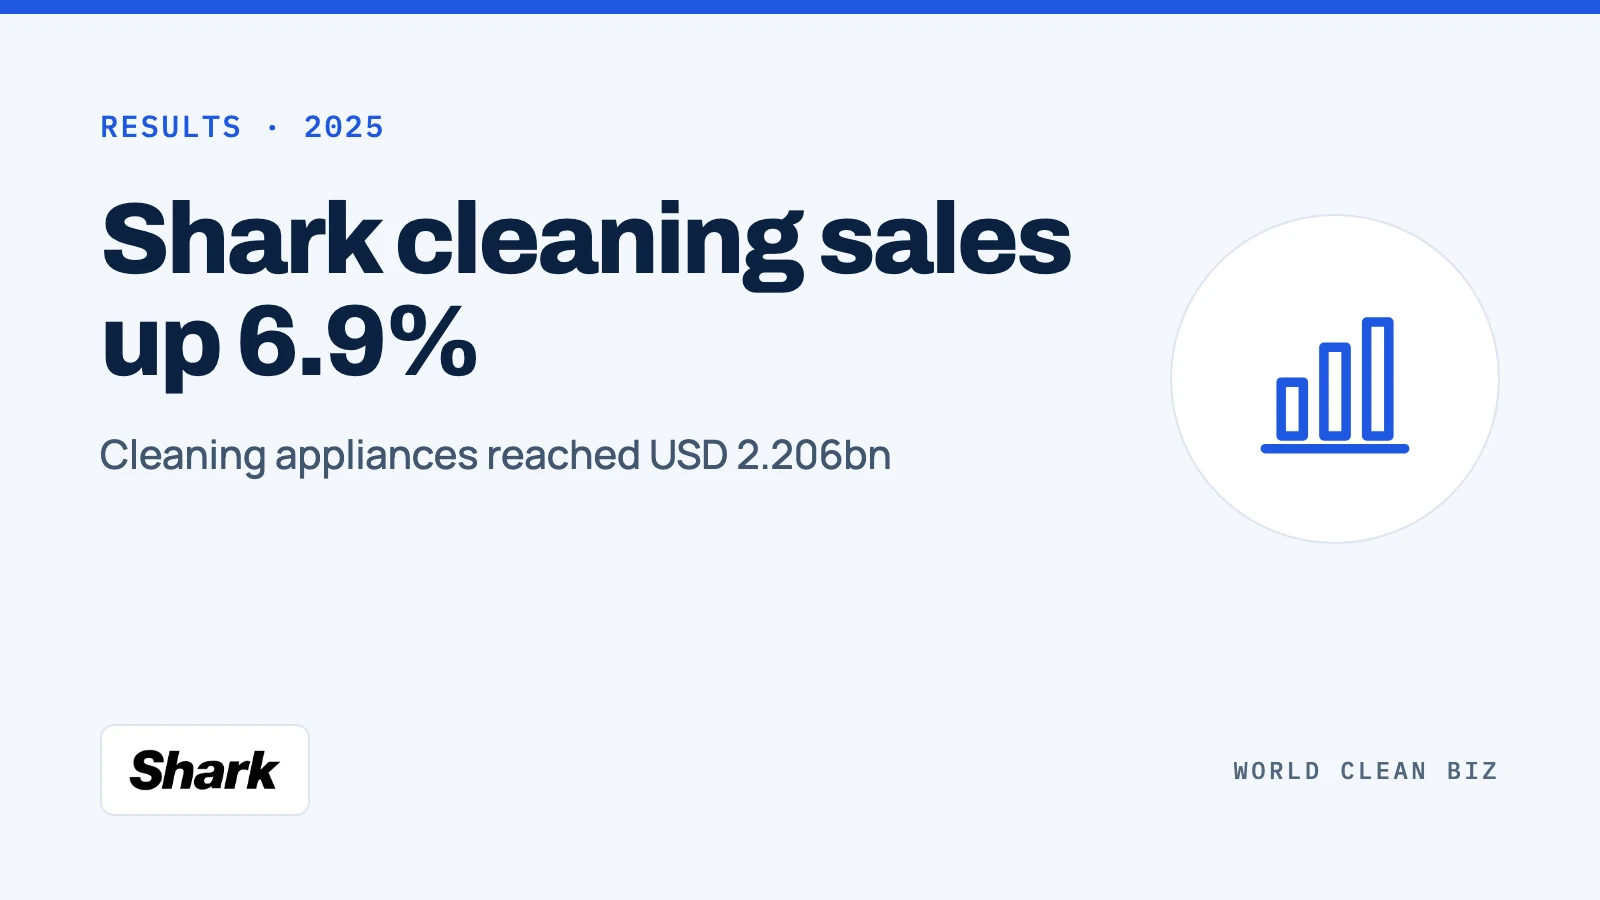 RESULTS · 2025
Shark cleaning sales
up 6.9%
Cleaning appliances reached USD 2.206bn
Shark
WORLD CLEAN BIZ